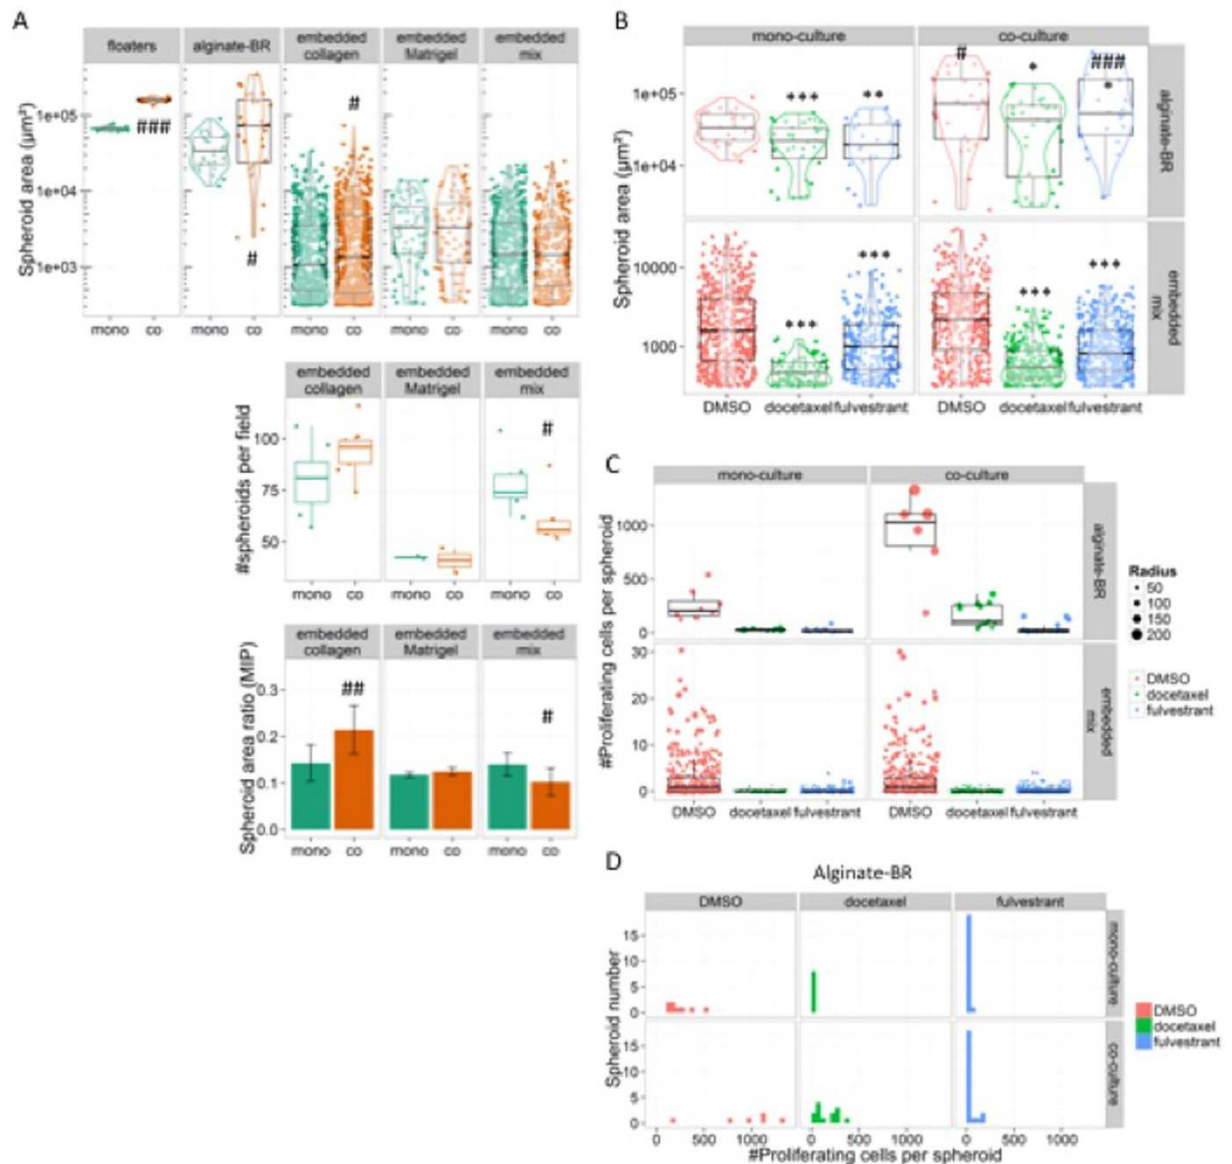 A
floaters alginate-BR embedded collagen embedded Matrigel embedded mix
Spheroid area (µm²)
1e+05
1e+04
1e+03
###
#
#
mono co mono co mono co mono co mono co
embedded collagen embedded Matrigel embedded mix
#spheroids per field
100
75
50
#
mono co mono co mono co
embedded collagen embedded Matrigel embedded mix
Spheroid area ratio (MIP)
0.3
0.2
0.1
0.0
##
#
mono co mono co mono co
B
mono-culture co-culture
Spheroid area (µm²)
1e+05
1e+04
*** ** # * ### *
alginate-BR
10000
1000
*** *** *** ***
embedded mix
DMSO docetaxel fulvestrant DMSO docetaxel fulvestrant
C
mono-culture co-culture
#Proliferating cells per spheroid
1000
500
0
alginate-BR
30
20
10
0
embedded mix
DMSO docetaxel fulvestrant DMSO docetaxel fulvestrant
Radius
50
100
150
200
DMSO
docetaxel
fulvestrant
D
Alginate-BR
DMSO docetaxel fulvestrant
Spheroid number
15
10
5
0
mono-culture
15
10
5
0
co-culture
0 500 1000 0 500 1000 0 500 1000
#Proliferating cells per spheroid
DMSO
docetaxel
fulvestrant